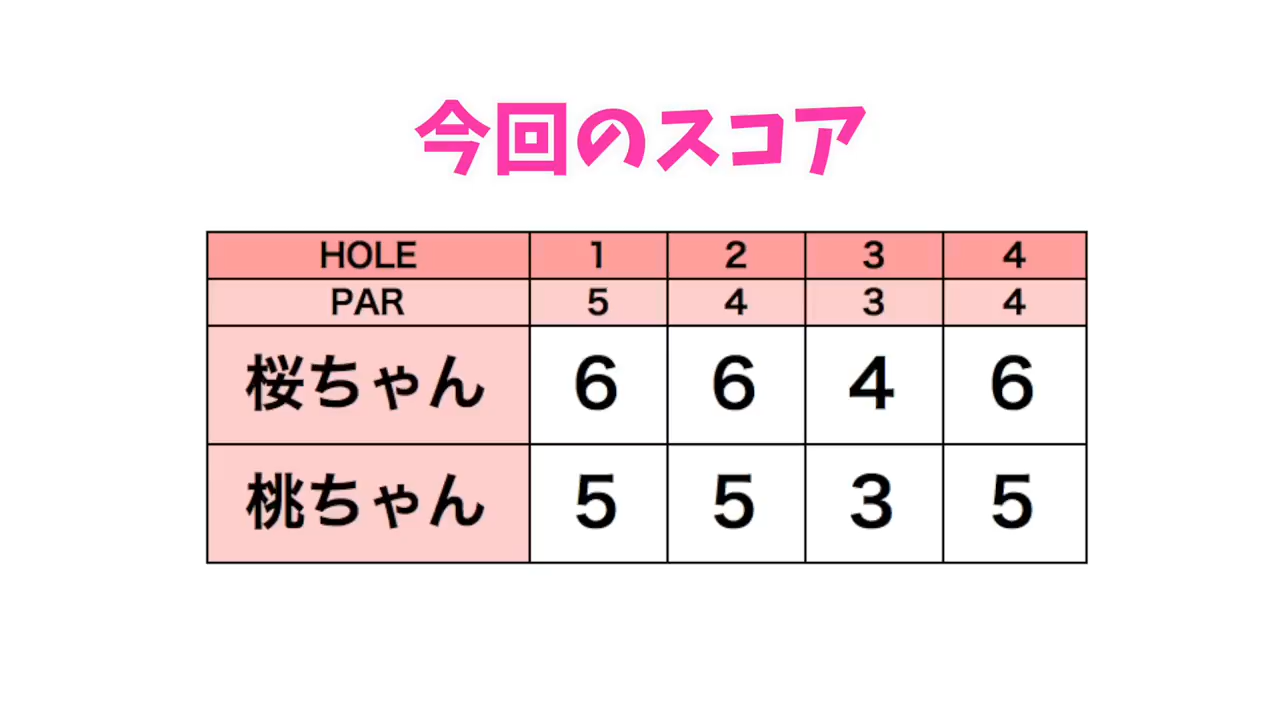 今回のスコア
HOLE 1 2 3 4
PAR 5 4 3 4
桜ちゃん 6 6 4 6
桃ちゃん 5 5 3 5